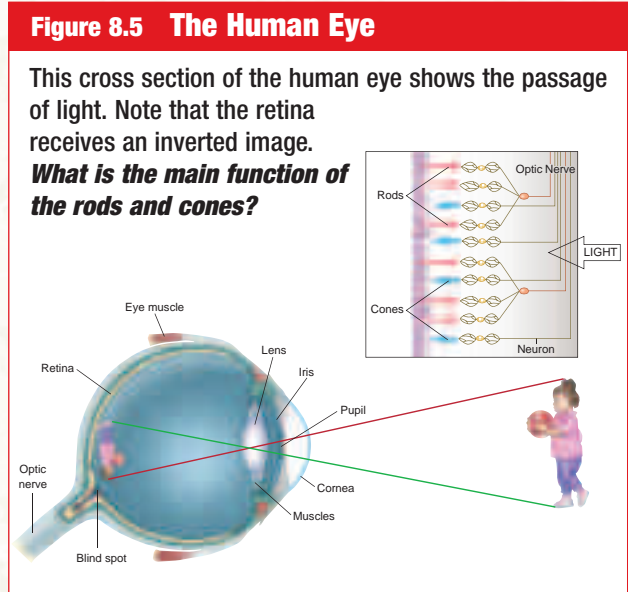 Figure 8.5 The Human Eye
This cross section of the human eye shows the passage
of light. Note that the retina
receives an inverted image.
What is the main function of
the rods and cones?
Optic Nerve
Rods
LIGHT
Cones
Neuron
Eye muscle
Lens
Retina
Iris
Pupil
Optic
nerve
Cornea
Muscles
Blind spot